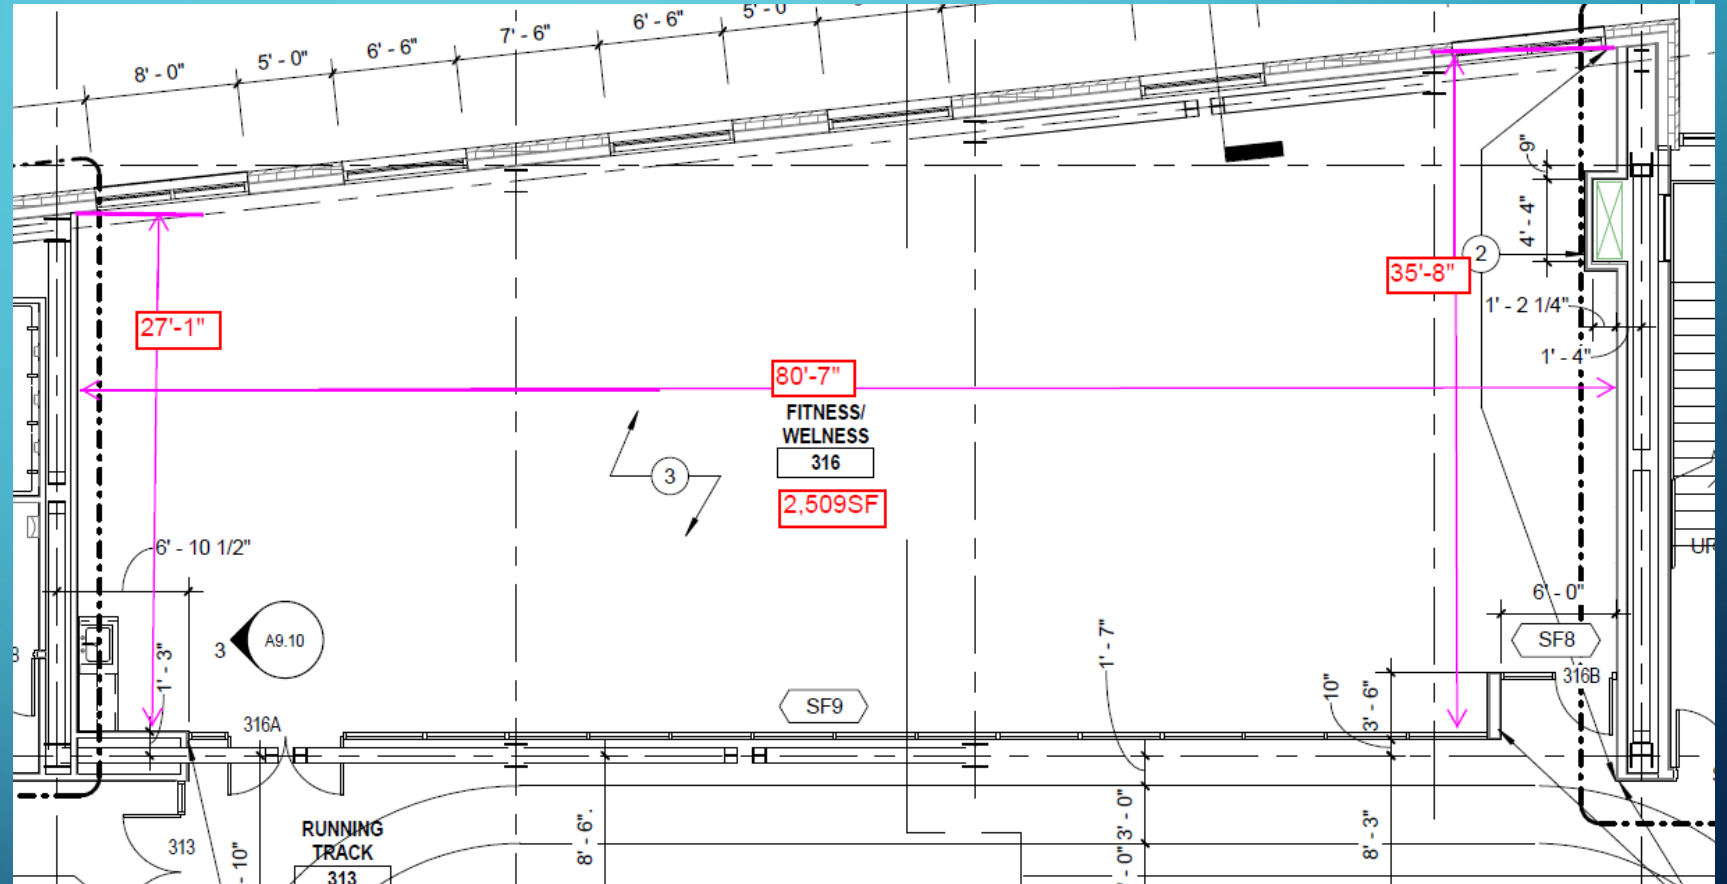 8' - 0"
5' - 0"
6' - 6"
7' - 6"
6' - 6"
5' - 0
9"
4' - 4"
2
35'-8"
27'-1"
1' - 2 1/4"
1' - 4"
80'-7"
FITNESS/
WELNESS
316
3
2,509SF
6' - 10 1/2"
UR
6' - 0"
SF8
316B
3
A9.10
1' - 3"
1' - 7"
10"
3' - 6"
SF9
316A
8' - 6".
3' - 0"
- 0"
8' - 3"
RUNNING
TRACK
313
313
- 10"